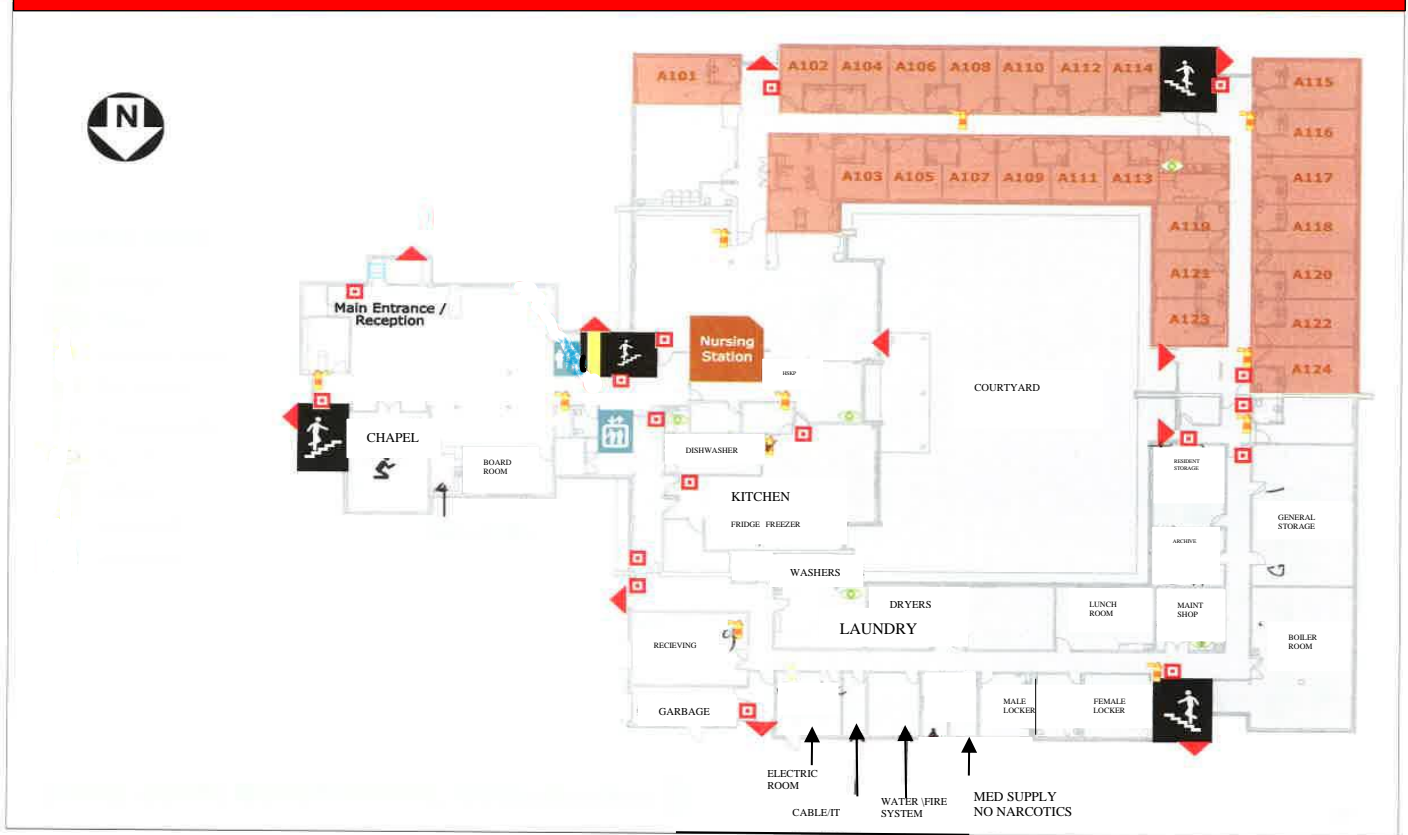 N
A101
A102
A104
A106
A108
A110
A112
A114
A115
A116
A117
A118
A120
A122
A124
A103
A105
A107
A109
A111
A113
A119
A121
A123
Main Entrance /
Reception
Nursing
Station
HSKP
COURTYARD
CHAPEL
BOARD
ROOM
DISHWASHER
KITCHEN
FRIDGE FREEZER
WASHERS
DRYERS
LAUNDRY
LUNCH
ROOM
MAINT
SHOP
RESIDENT
STORAGE
ARCHIVE
GENERAL
STORAGE
BOILER
ROOM
RECIEVING
GARBAGE
MALE
LOCKER
FEMALE
LOCKER
ELECTRIC
ROOM
CABLE/IT
WATER \FIRE
SYSTEM
MED SUPPLY
NO NARCOTICS